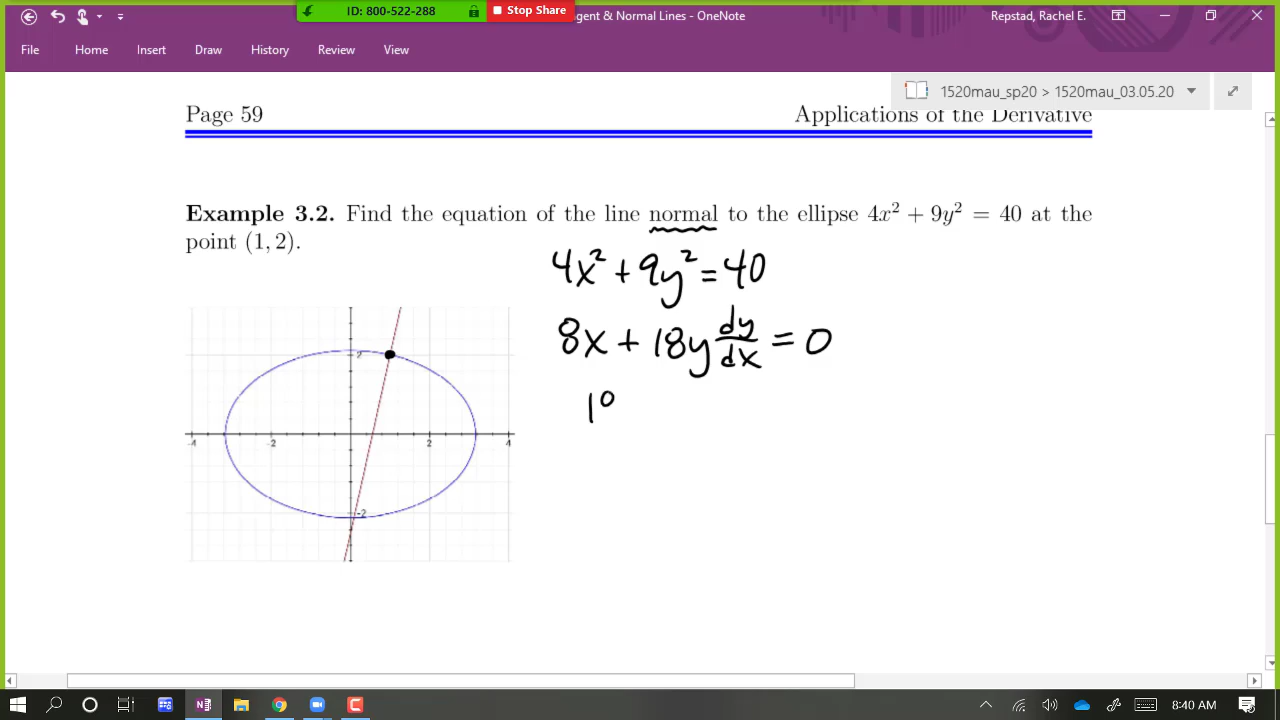 ID: 800-522-288
Stop Share
gent & Normal Lines - OneNote
Repstad, Rachel E.
File Home Insert Draw History Review View
1520mau_sp20 > 1520mau_03.05.20
Page 59 Applications of the Derivative
Example 3.2. Find the equation of the line normal to the ellipse 4x² + 9y² = 40 at the
point (1, 2).
4x² + 9y² = 40
8x + 18y dy/dx = 0
18
2
-4 -2 2 4
-2
8:40 AM